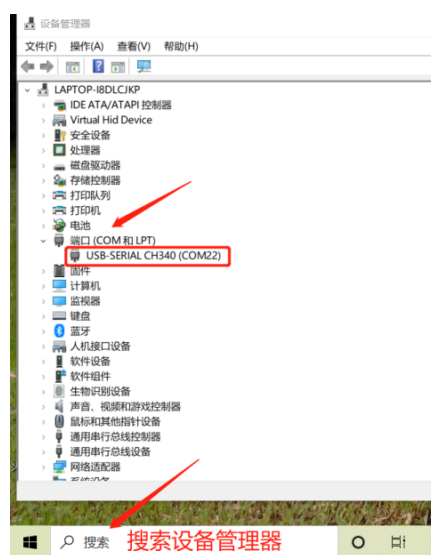 设备管理器
文件(F) 操作(A) 查看(V) 帮助(H)
LAPTOP-I8DLCJKP
IDE ATA/ATAPI 控制器
Virtual Hid Device
安全设备
处理器
磁盘驱动器
存储控制器
打印队列
打印机
电池
端口 (COM 和 LPT)
USB-SERIAL CH340 (COM22)
固件
计算机
监视器
键盘
蓝牙
人机接口设备
软件设备
软件组件
生物识别设备
声音、视频和游戏控制器
鼠标和其他指针设备
通用串行总线控制器
通用串行总线设备
网络适配器
系统设备
搜索 搜索设备管理器